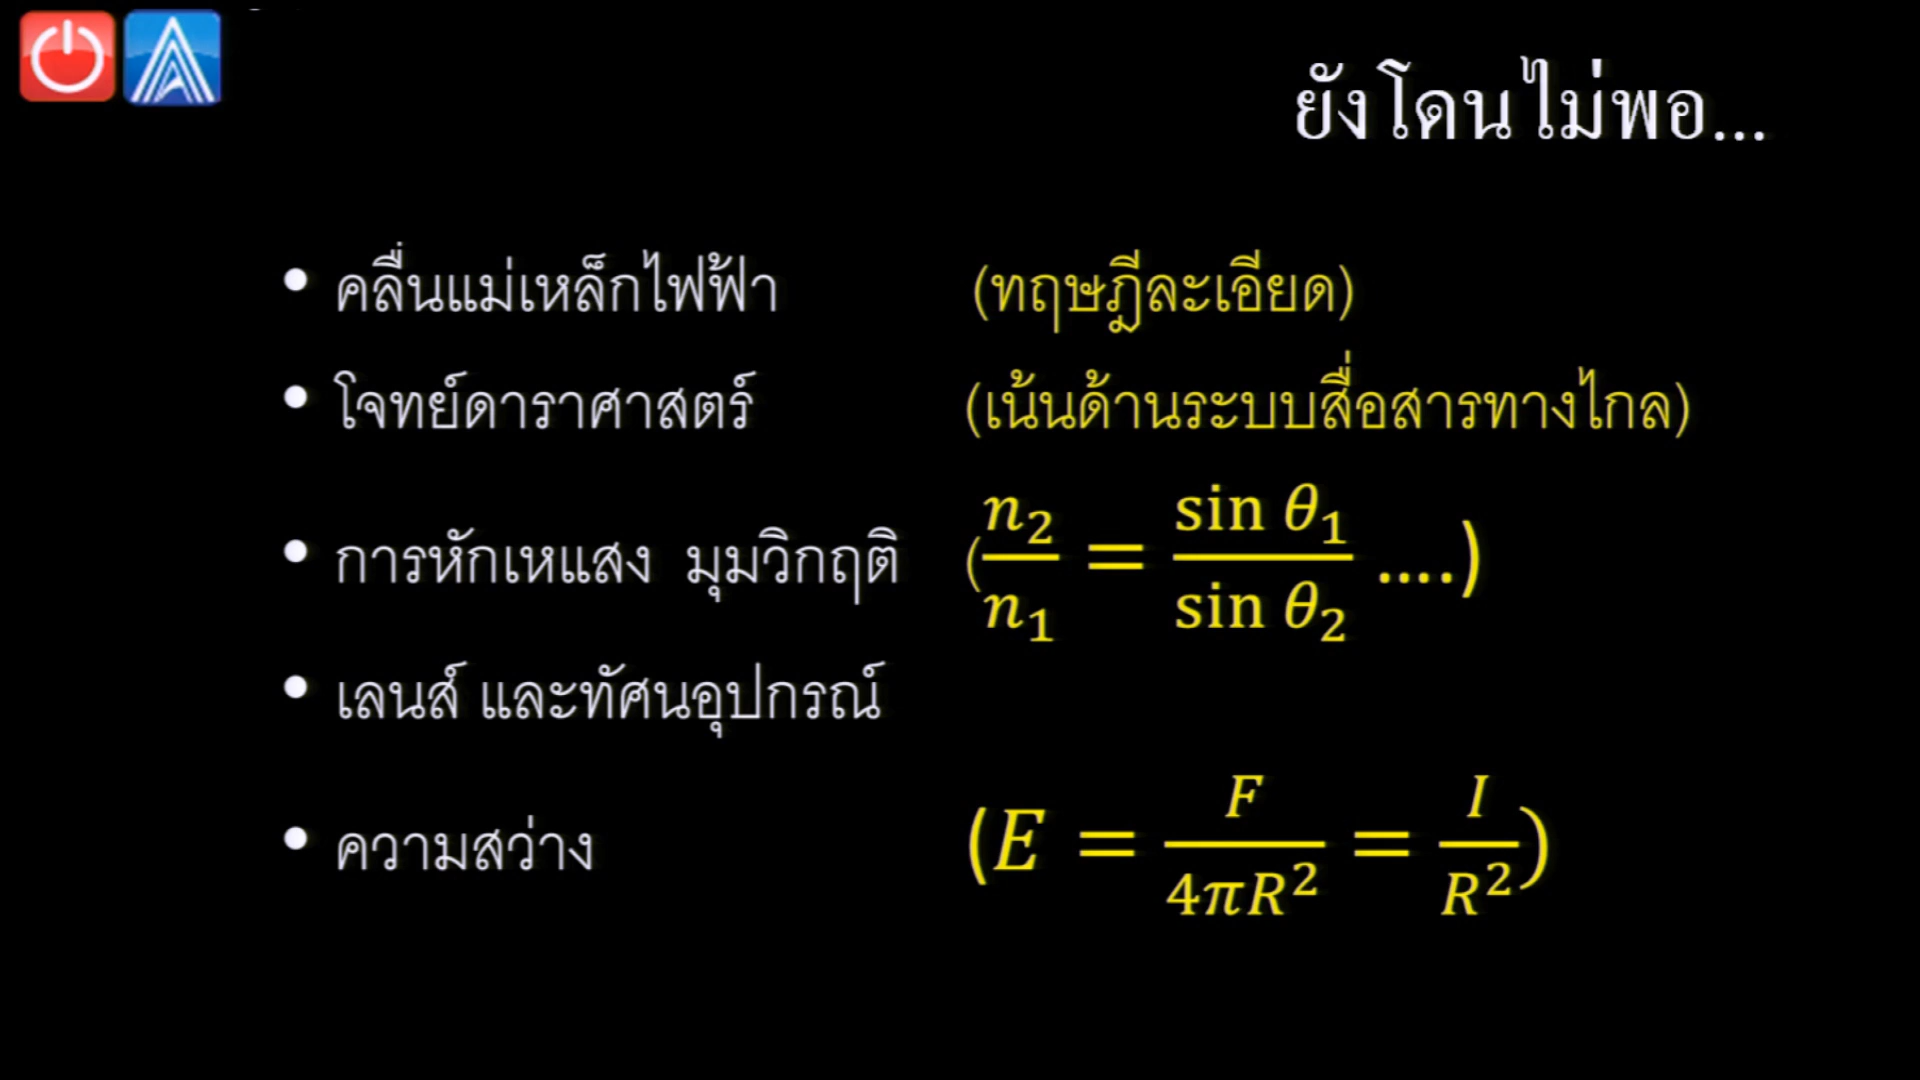 ยังโดนไม่พอ...
• คลื่นแม่เหล็กไฟฟ้า (ทฤษฎีละเอียด)
• โจทย์ดาราศาสตร์ (เน้นด้านระบบสื่อสารทางไกล)
• การหักเหแสง มุมวิกฤติ (n₂/n₁ = sin θ₁/sin θ₂ ....)
• เลนส์ และทัศนอุปกรณ์
• ความสว่าง (E = F/4πR² = I/R²)